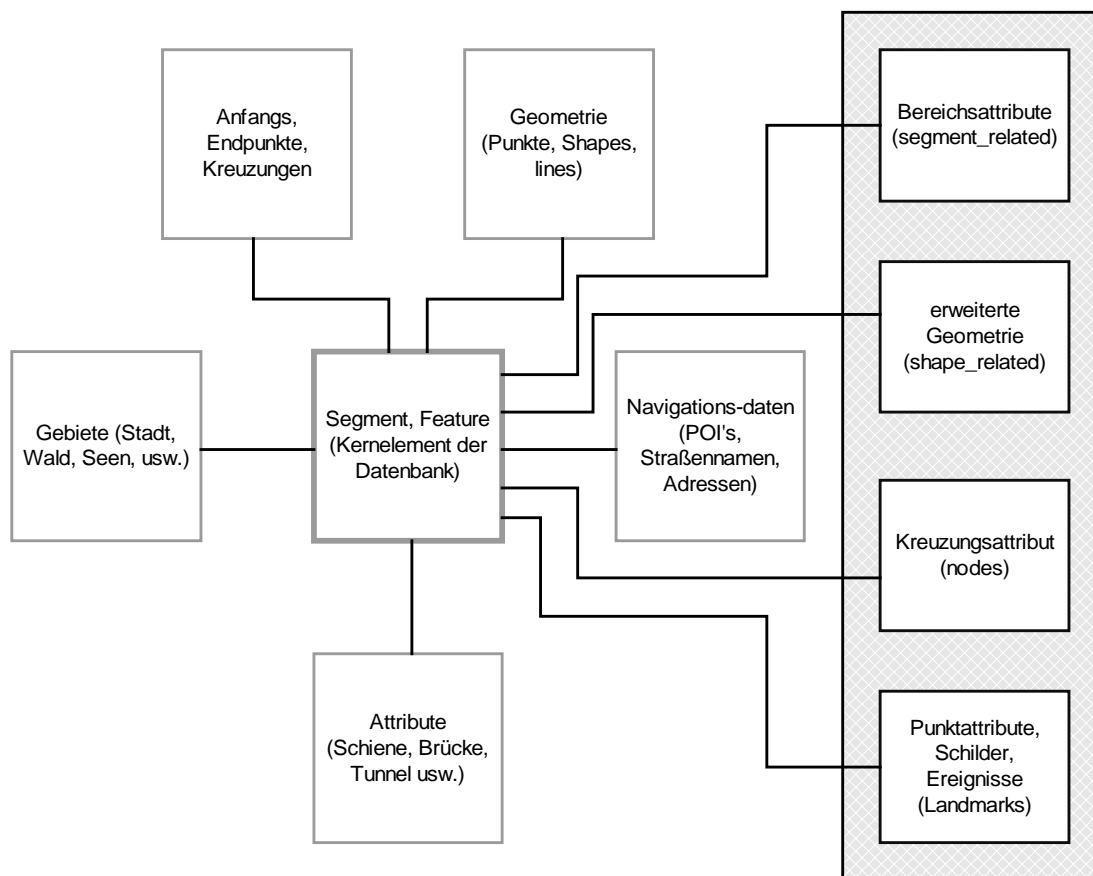 Anfangs,
Endpunkte,
Kreuzungen
Geometrie
(Punkte, Shapes,
lines)
Bereichsattribute
(segment_related)
erweiterte
Geometrie
(shape_related)
Gebiete (Stadt,
Wald, Seen, usw.)
Segment, Feature
(Kernelement der
Datenbank)
Navigations-daten
(POI's,
Straßennamen,
Adressen)
Kreuzungsattribut
(nodes)
Attribute
(Schiene, Brücke,
Tunnel usw.)
Punktattribute,
Schilder,
Ereignisse
(Landmarks)